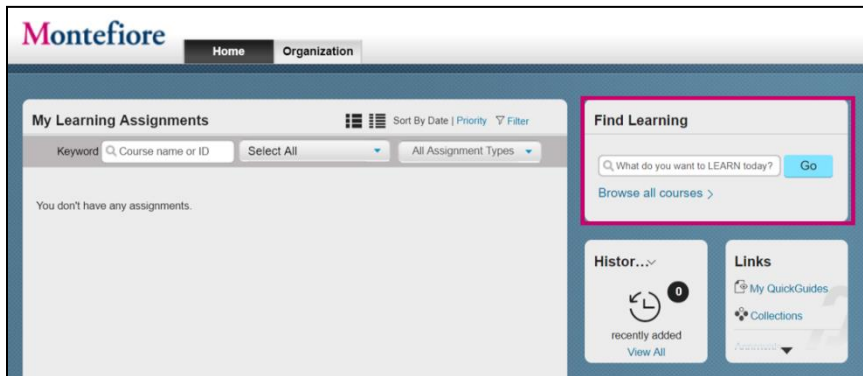 Montefiore
Home Organization
My Learning Assignments
Sort By Date | Priority Filter
Keyword Course name or ID Select All All Assignment Types
You don't have any assignments.
Find Learning
What do you want to LEARN today? Go
Browse all courses >
Histor...
0
recently added
View All
Links
My QuickGuides
Collections